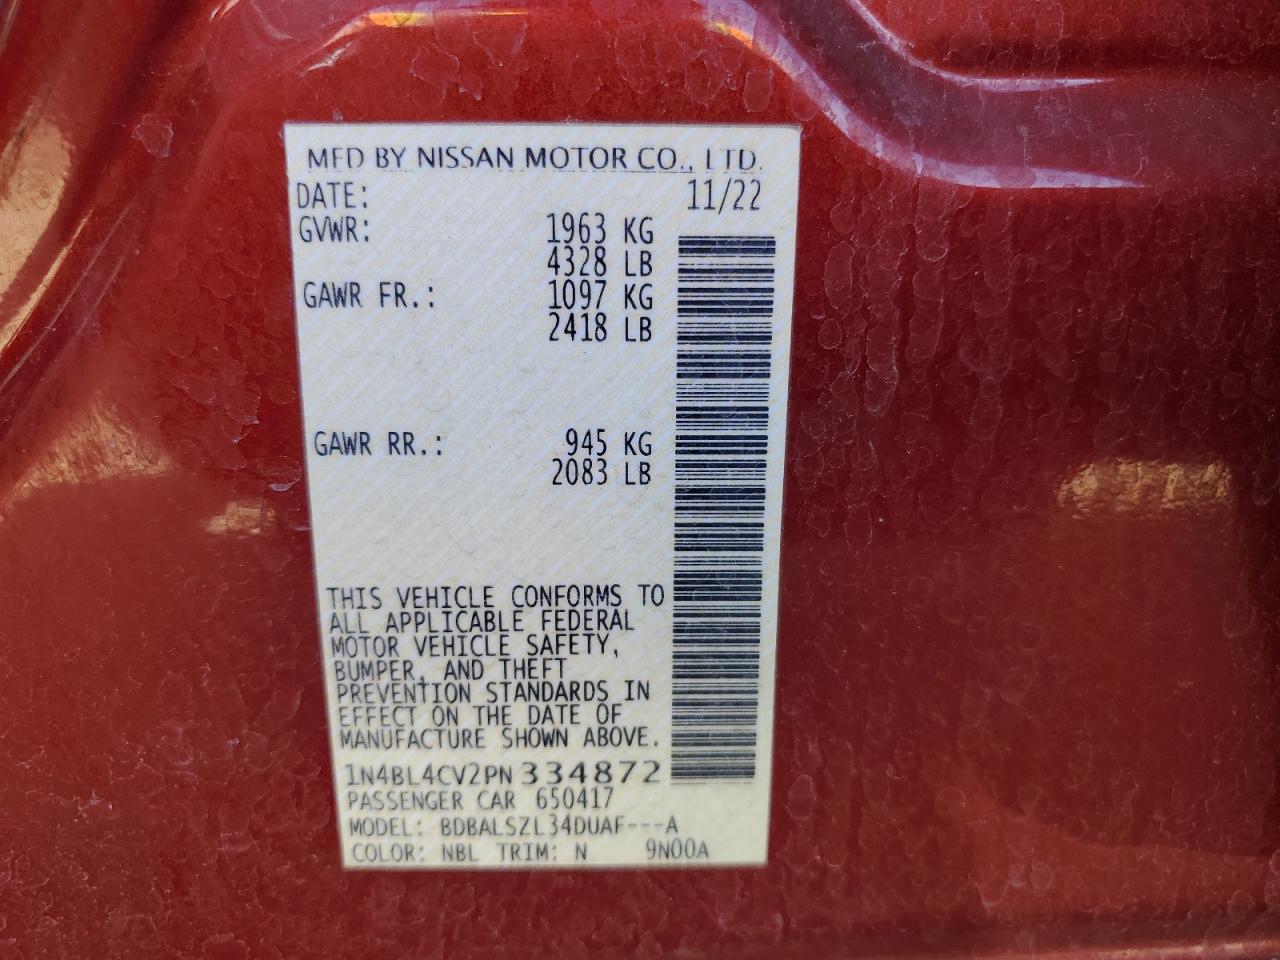 MFD BY NISSAN MOTOR CO., LTD.
DATE: 11/22
GVWR: 1963 KG
4328 LB
GAWR FR.: 1097 KG
2418 LB
GAWR RR.: 945 KG
2083 LB
THIS VEHICLE CONFORMS TO
ALL APPLICABLE FEDERAL
MOTOR VEHICLE SAFETY,
BUMPER, AND THEFT
PREVENTION STANDARDS IN
EFFECT ON THE DATE OF
MANUFACTURE SHOWN ABOVE.
1N4BL4CV2PN334872
PASSENGER CAR 650417
MODEL: BDBALSZL34DUAF---A
COLOR: NBL TRIM: N 9N00A